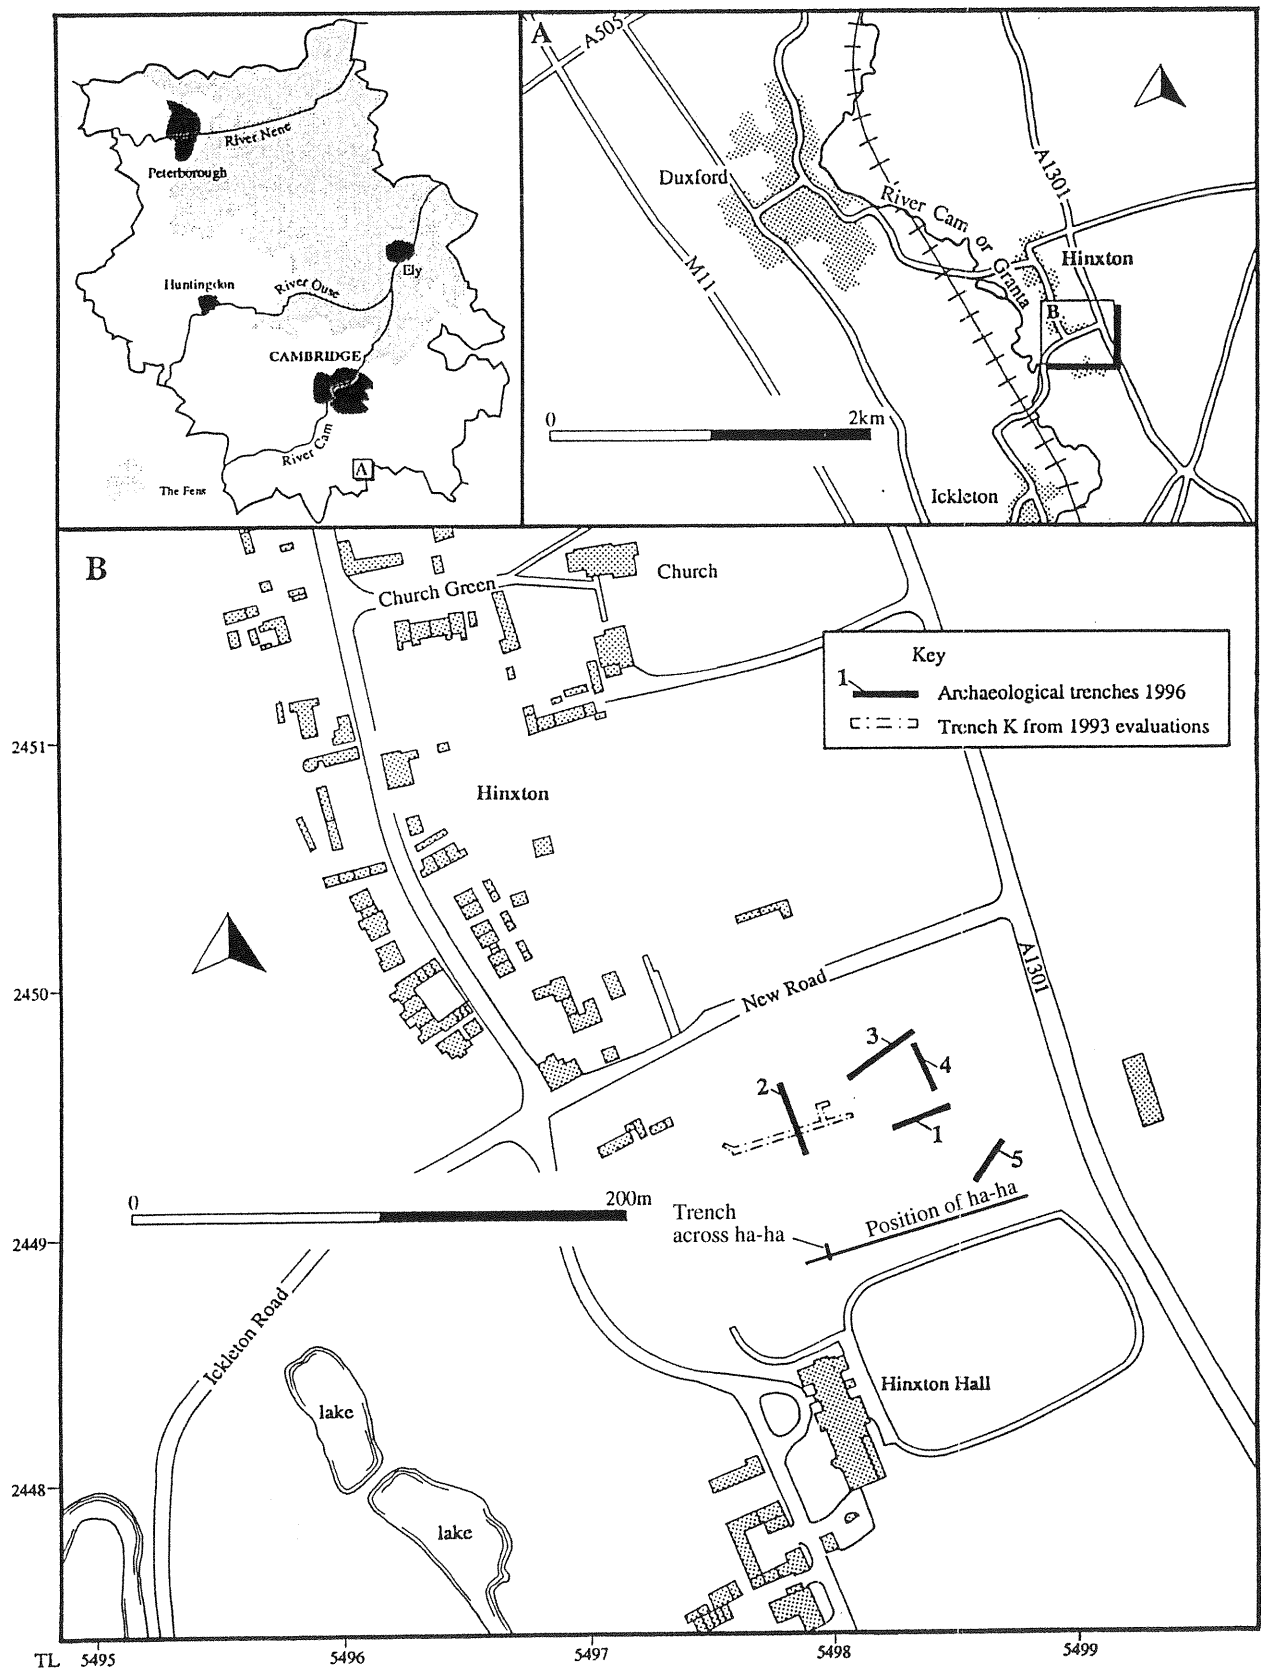 River Nene
Peterborough
Ely
Huntingdon
River Ouse
CAMBRIDGE
River Cam
A
The Fens
A
A505
Duxford
A1301
River Cam or Granta
Hinxton
M11
B
0
2km
Ickleton
B
Church
Church Green
Key
1
Archaeological trenches 1996
Trench K from 1993 evaluations
2451
Hinxton
2450
New Road
A1301
3
4
2
1
5
0
200m
Trench
across ha-ha
Position of ha-ha
2449
Ickleton Road
Hinxton Hall
lake
2448
lake
TL
5495
5496
5497
5498
5499